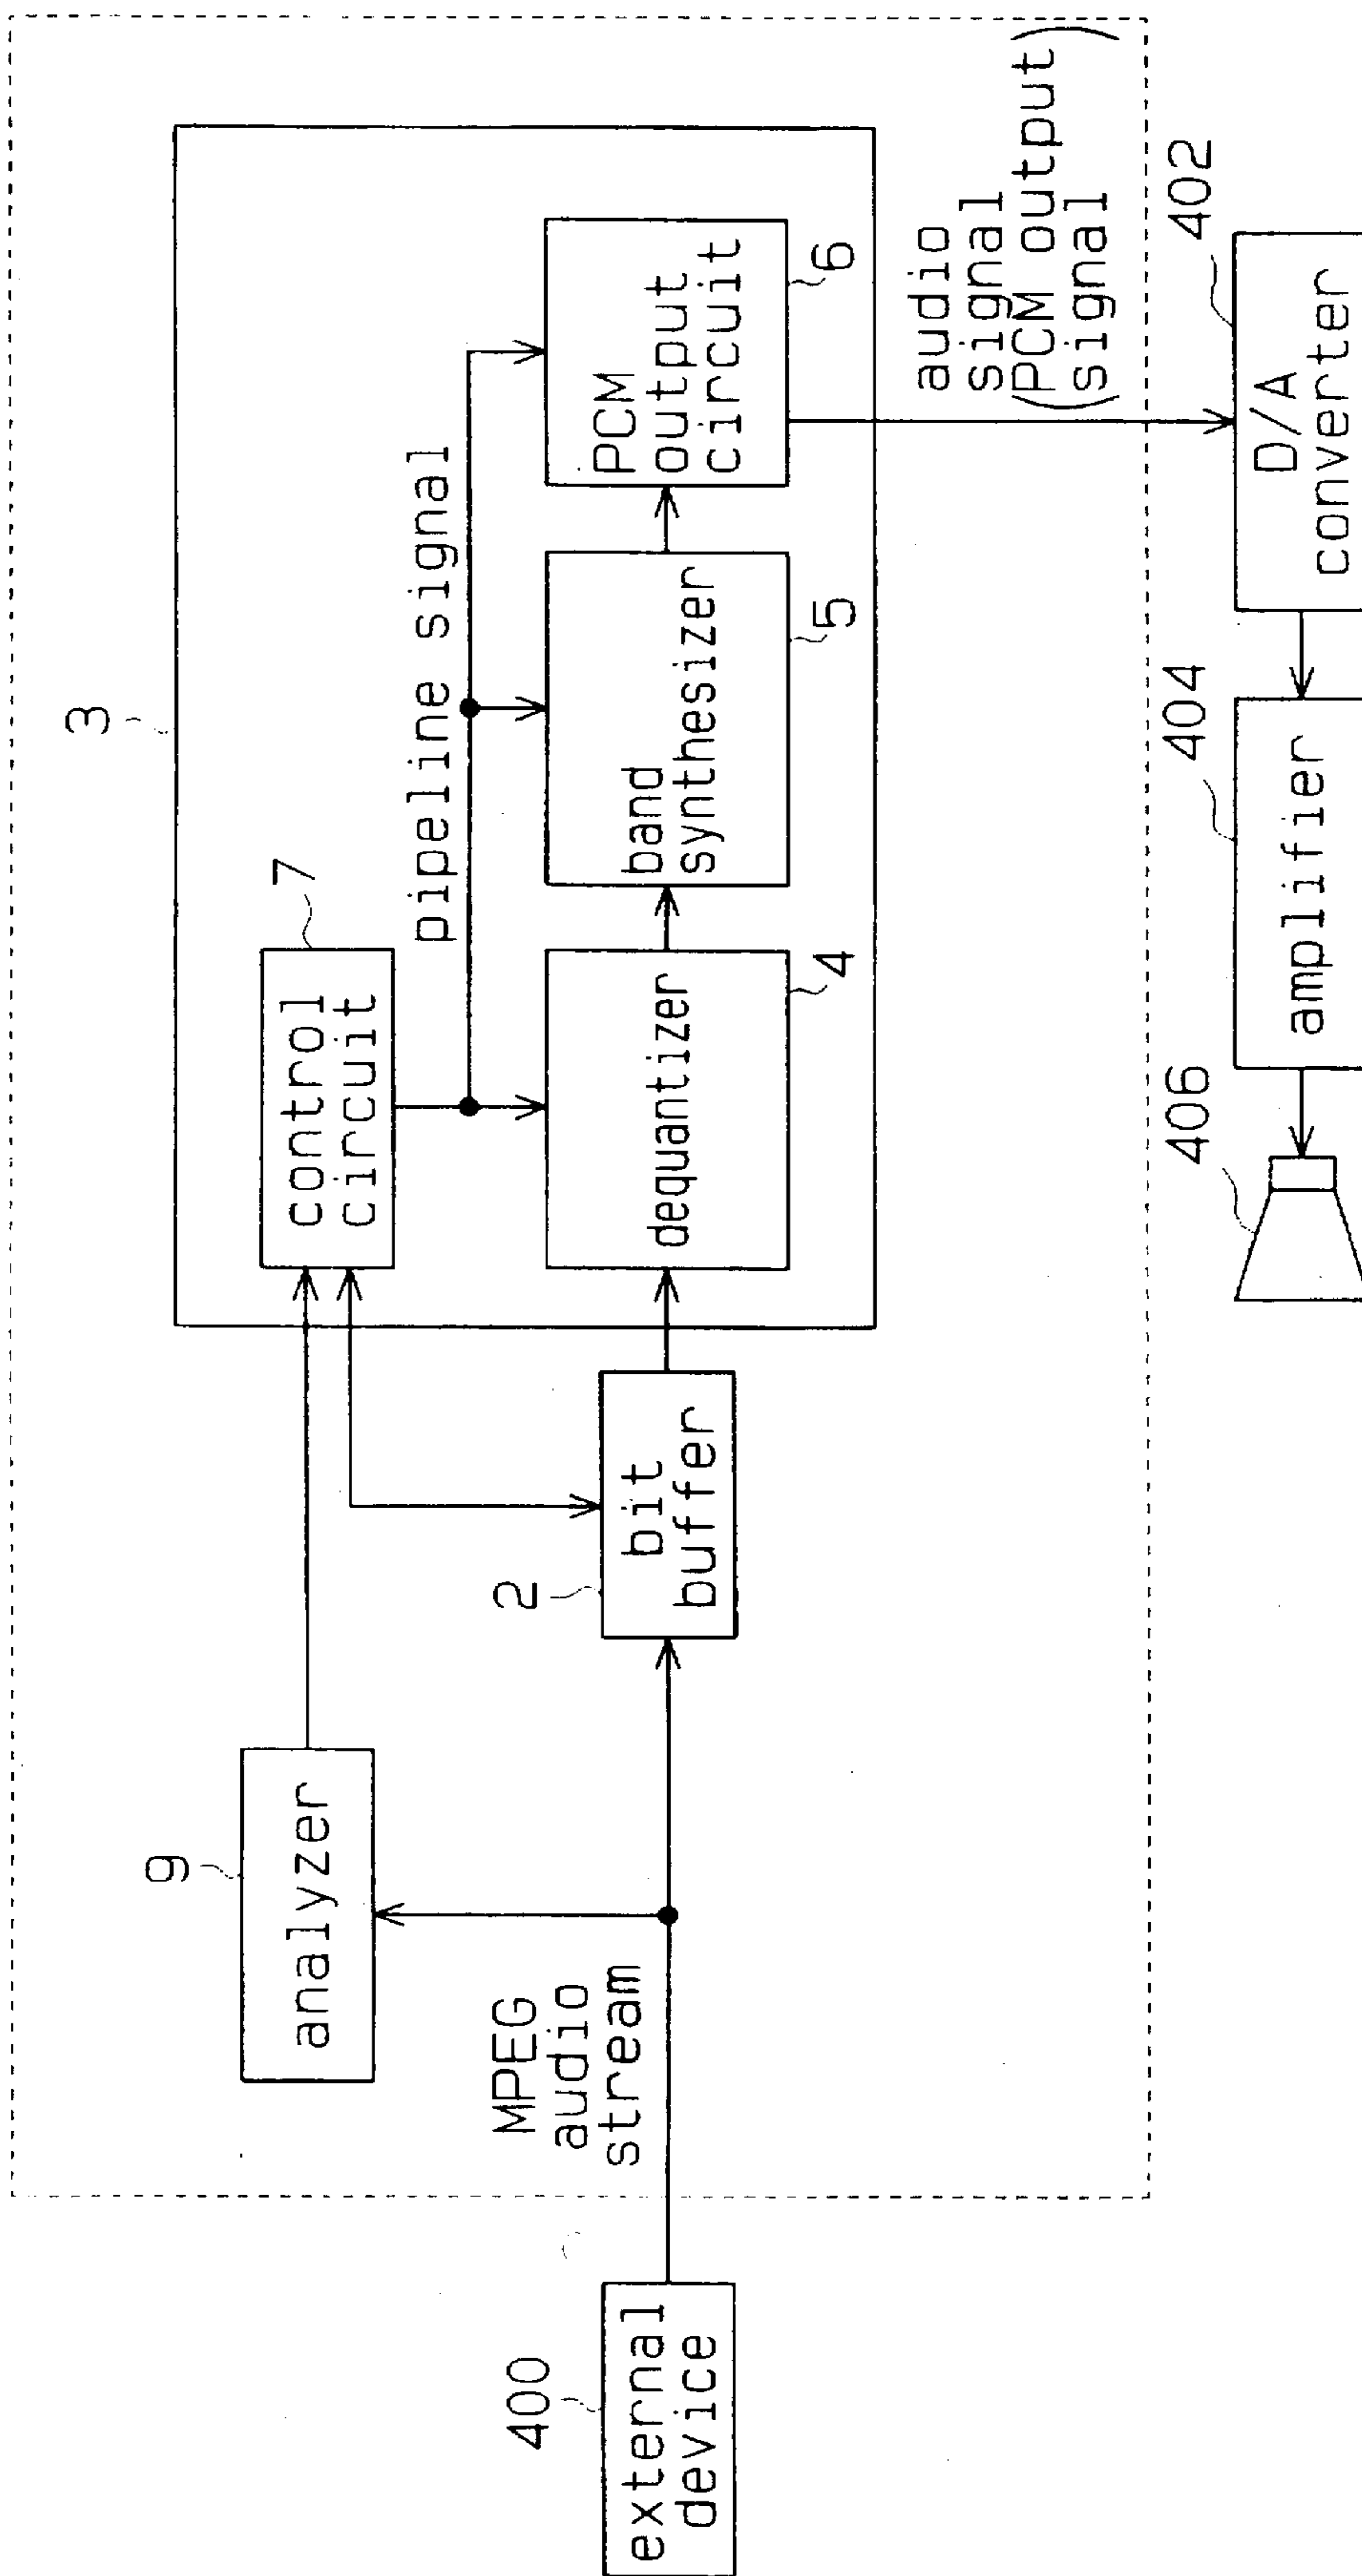 3
7
control
circuit
pipeline signal
9
analyzer
MPEG
audio
stream
400
external
device
2
bit
buffer
dequantizer
4
band
synthesizer
5
PCM
output
circuit
6
audio
signal
(PCM output)
signal
406
404
amplifier
402
D/A
converter